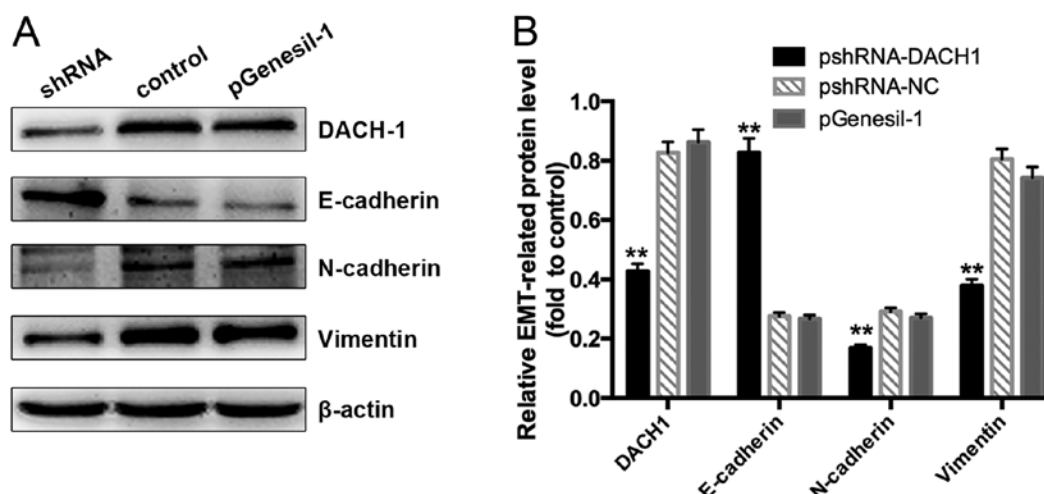 A
shRNA
control
pGenesil-1
DACH-1
E-cadherin
N-cadherin
Vimentin
β-actin
B
pshRNA-DACH1
pshRNA-NC
pGenesil-1
Relative EMT-related protein level
(fold to control)
1.0
0.8
0.6
0.4
0.2
0.0
**
**
**
**
DACH1
E-cadherin
N-cadherin
Vimentin